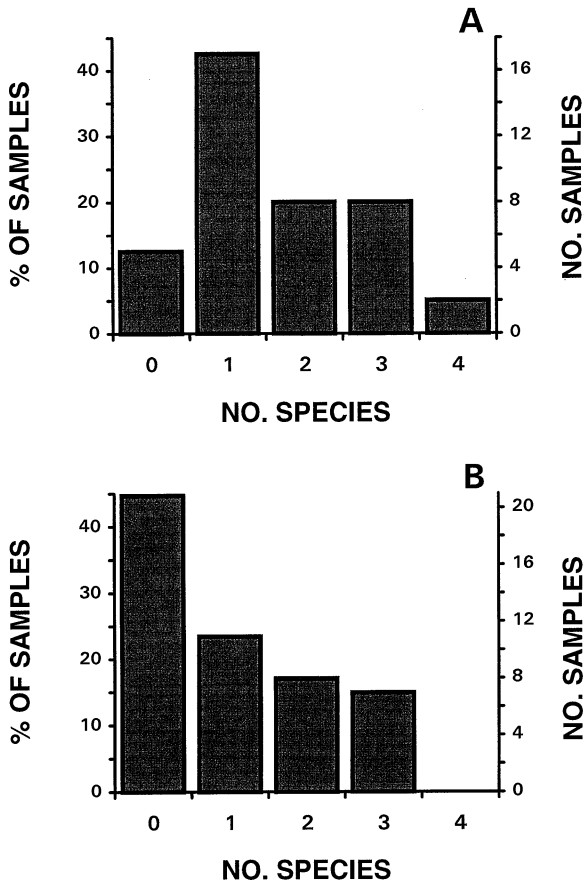 A
% OF SAMPLES
40
30
20
10
0
16
12
8
4
0
NO. SAMPLES
0 1 2 3 4
NO. SPECIES
B
% OF SAMPLES
40
30
20
10
0
20
16
12
8
4
0
NO. SAMPLES
0 1 2 3 4
NO. SPECIES